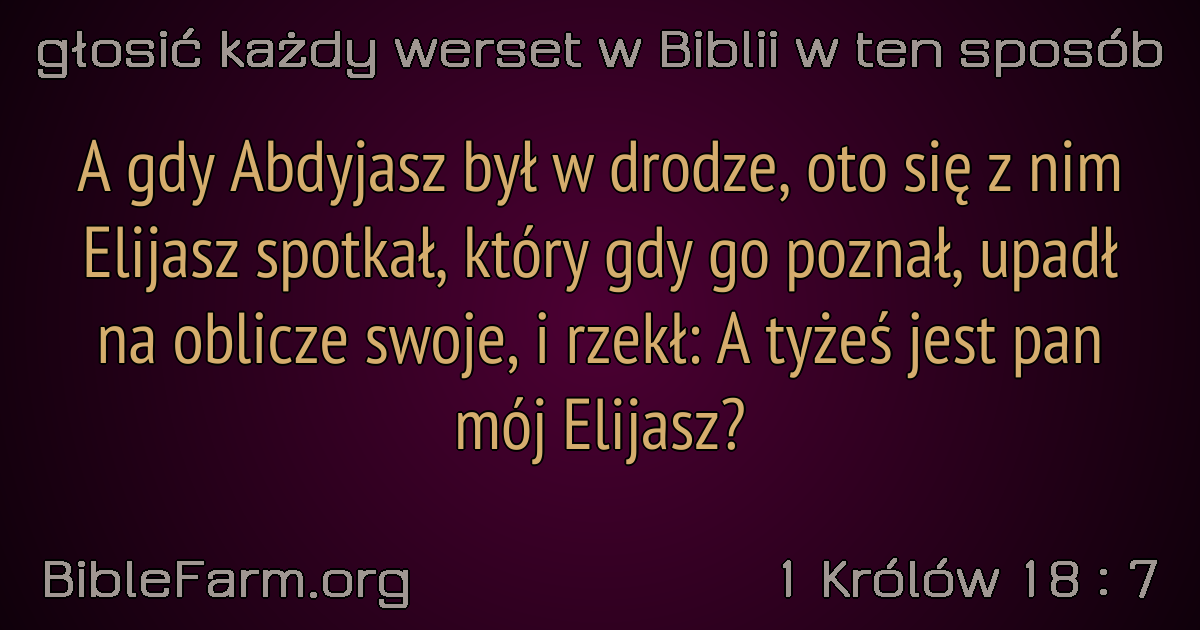 głosić każdy werset w Biblii w ten sposób
A gdy Abdyjasz był w drodze, oto się z nim
Elijasz spotkał, który gdy go poznał, upadł
na oblicze swoje, i rzekł: A tyżeś jest pan
mój Elijasz?
BibleFarm.org
1 Królów 18 : 7